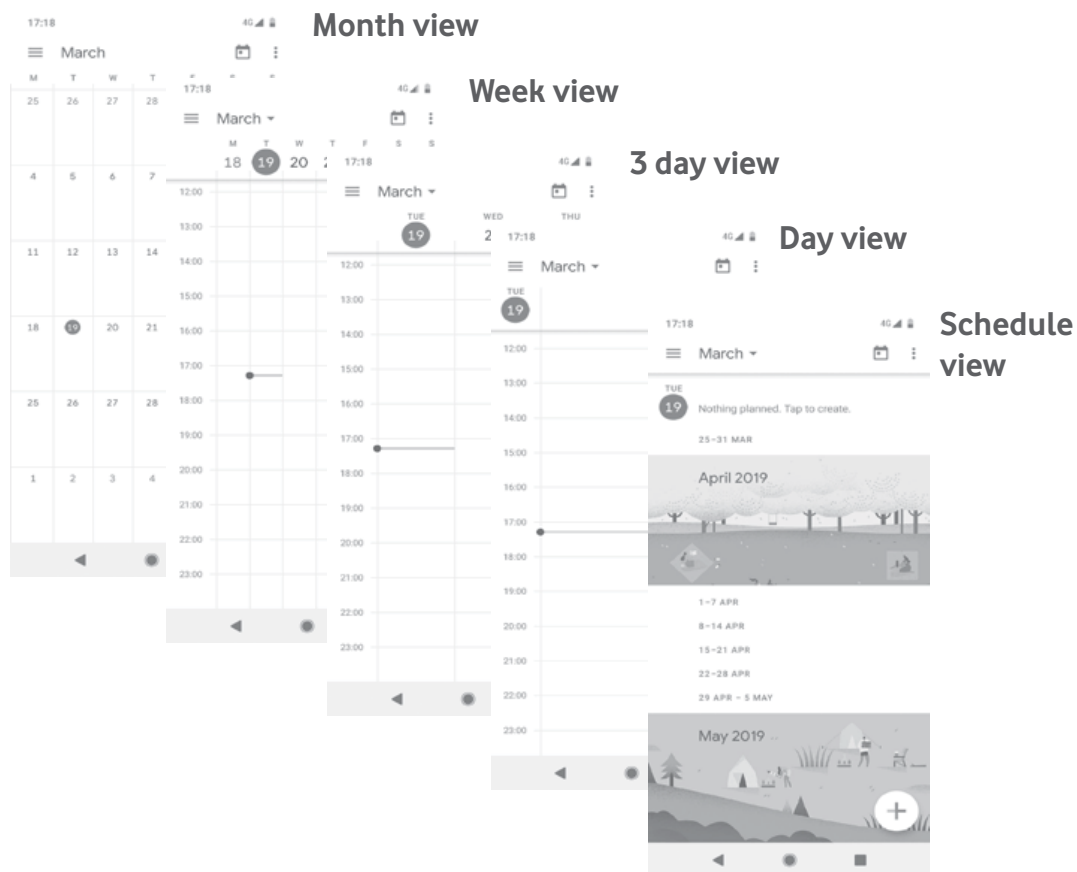 17:18
4G
Month view
March
M T W T F S S
25 26 27 28
4 5 6 7
11 12 13 14
18 19 20 21
25 26 27 28
1 2 3 4
17:18
4G
Week view
March
M T W T F S S
18 19 20
12:00
13:00
14:00
15:00
16:00
17:00
18:00
19:00
20:00
21:00
22:00
23:00
17:18
4G
3 day view
March
TUE WED THU
19 2
12:00
13:00
14:00
15:00
16:00
17:00
18:00
19:00
20:00
21:00
22:00
23:00
17:18
4G
Day view
March
TUE
19
12:00
13:00
14:00
15:00
16:00
17:00
18:00
19:00
20:00
21:00
22:00
23:00
17:18
4G
Schedule
view
March
TUE
19 Nothing planned. Tap to create.
25–31 MAR
April 2019
1–7 APR
8–14 APR
15–21 APR
22–28 APR
29 APR – 5 MAY
May 2019